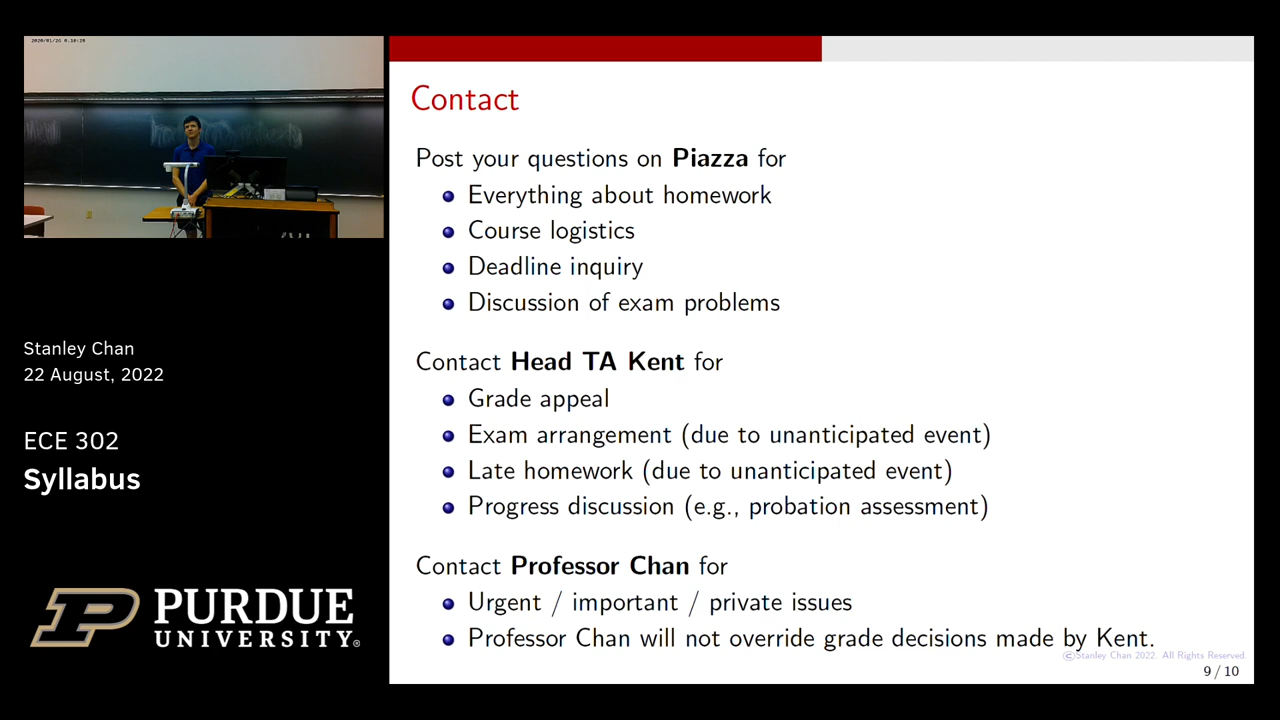 Contact
Post your questions on Piazza for
Everything about homework
Course logistics
Deadline inquiry
Discussion of exam problems
Contact Head TA Kent for
Grade appeal
Exam arrangement (due to unanticipated event)
Late homework (due to unanticipated event)
Progress discussion (e.g., probation assessment)
Contact Professor Chan for
Urgent / important / private issues
Professor Chan will not override grade decisions made by Kent.
©Stanley Chan 2022. All Rights Reserved
9 / 10
Stanley Chan
22 August, 2022
ECE 302
Syllabus
PURDUE
UNIVERSITY®